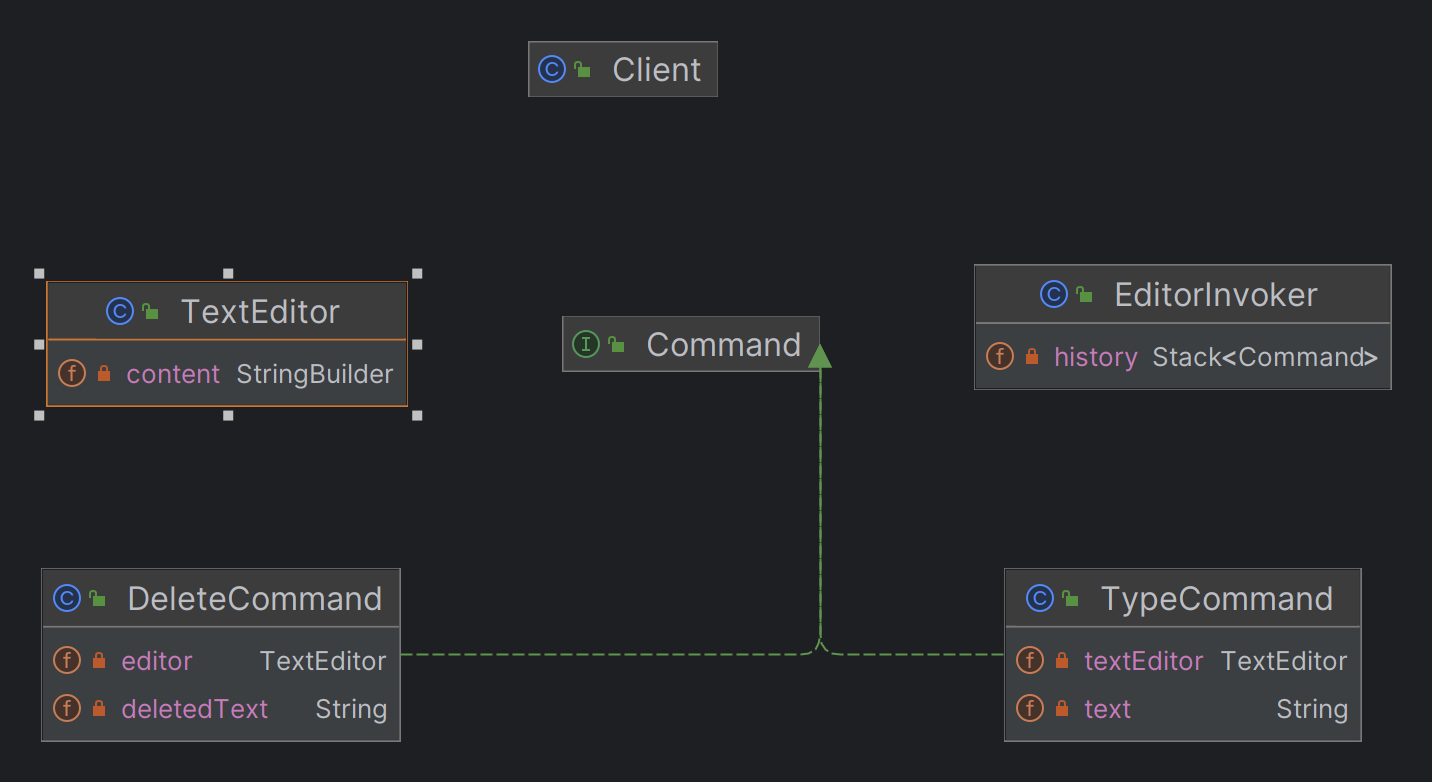 Client
TextEditor
content StringBuilder
Command
EditorInvoker
history Stack<Command>
DeleteCommand
editor TextEditor
deletedText String
TypeCommand
textEditor TextEditor
text String